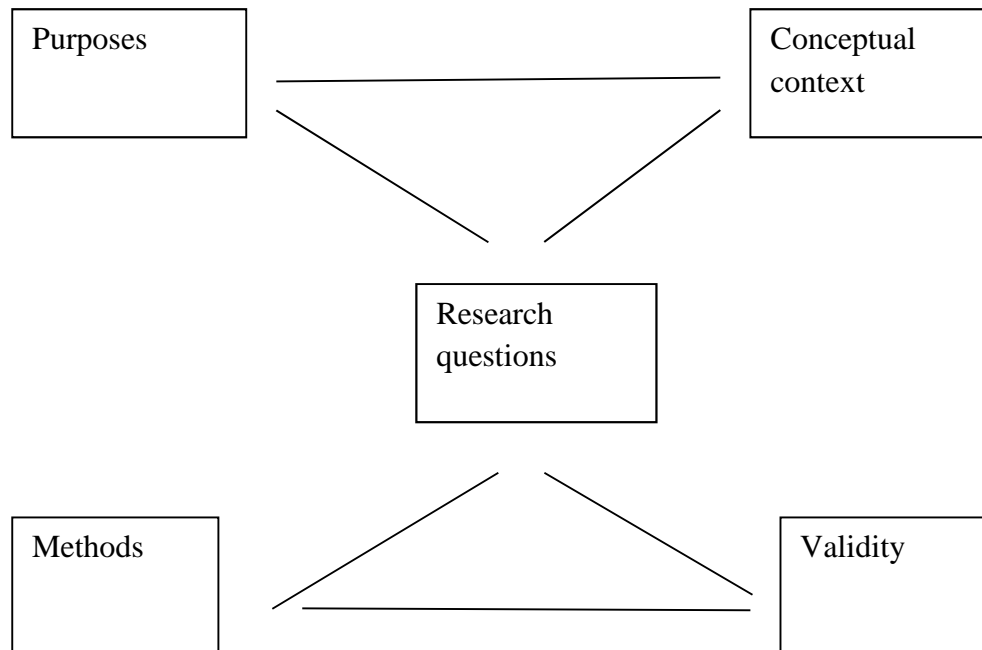 Purposes
Conceptual
context
Research
questions
Methods
Validity